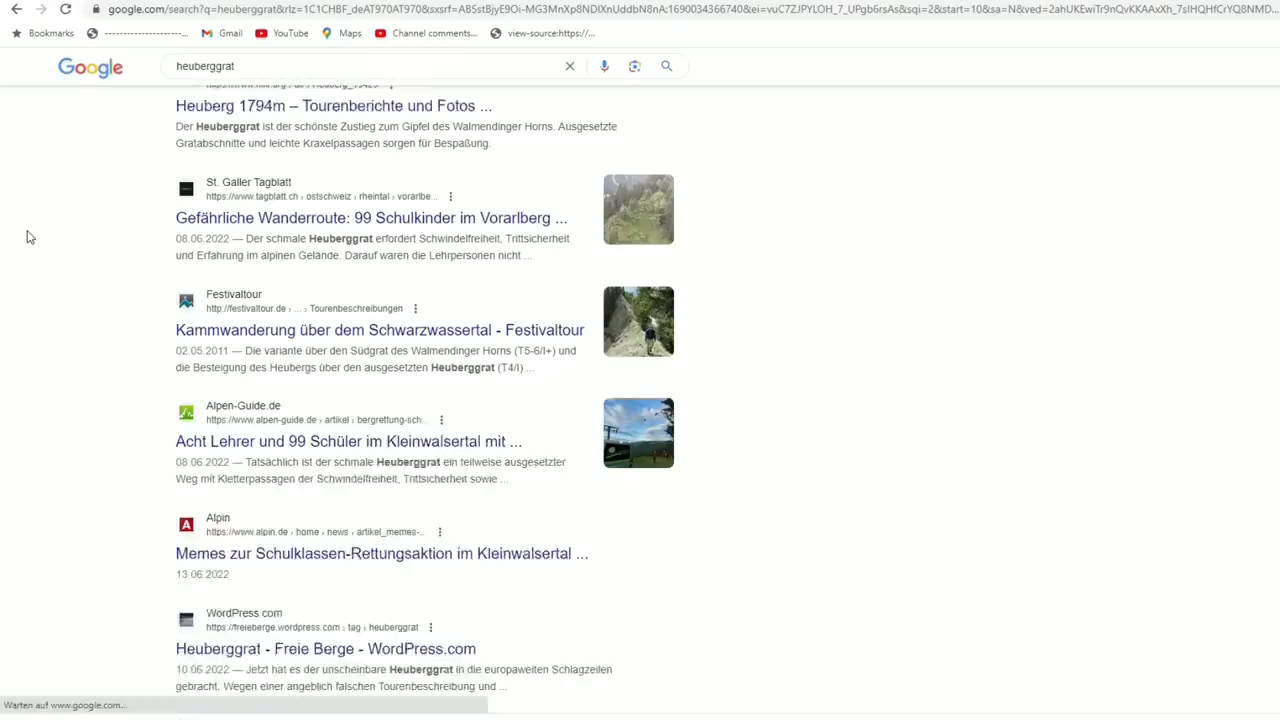 google.com/search?q=heuberggrat&rlz=1C1CHBF_deAT970AT970&sxsrf=AB5stBjyE9Oi-MG3MnXp8NDIXnUddbN8nA:1690034366740&ei=vuC7ZJPYLOH_7_UPgb6rsAs&sqi=2&start=10&sa=N&ved=2ahUKEwiTr9nQvKKAAxXh_7sIHQHfCrYQ8NMD...
Bookmarks
Gmail
YouTube
Maps
Channel comments...
view-source:https://...
Google
heuberggrat
Heuberg 1794m – Tourenberichte und Fotos ...
Der Heuberggrat ist der schönste Zustieg zum Gipfel des Walmendinger Horns. Ausgesetzte
Gratabschnitte und leichte Kraxelpassagen sorgen für Bespaßung.
St. Galler Tagblatt
https://www.tagblatt.ch › ostschweiz › rheintal › vorarlbe...
Gefährliche Wanderroute: 99 Schulkinder im Vorarlberg ...
08.06.2022 — Der schmale Heuberggrat erfordert Schwindelfreiheit, Trittsicherheit
und Erfahrung im alpinen Gelände. Darauf waren die Lehrpersonen nicht ...
Festivaltour
http://festivaltour.de › ... › Tourenbeschreibungen
Kammwanderung über dem Schwarzwassertal - Festivaltour
02.05.2011 — Die variante über den Südgrat des Walmendinger Horns (T5-6/I+) und
die Besteigung des Heubergs über den ausgesetzten Heuberggrat (T4/I) ...
Alpen-Guide.de
https://www.alpen-guide.de › artikel › bergrettung-sch...
Acht Lehrer und 99 Schüler im Kleinwalsertal mit ...
08.06.2022 — Tatsächlich ist der schmale Heuberggrat ein teilweise ausgesetzter
Weg mit Kletterpassagen der Schwindelfreiheit, Trittsicherheit sowie ...
Alpin
https://www.alpin.de › home › news › artikel_memes-...
Memes zur Schulklassen-Rettungsaktion im Kleinwalsertal ...
13.06.2022
WordPress.com
https://freieberge.wordpress.com › tag › heuberggrat
Heuberggrat - Freie Berge - WordPress.com
10.06.2022 — Jetzt hat es der unscheinbare Heuberggrat in die europaweiten Schlagzeilen
gebracht. Wegen einer angeblich falschen Tourenbeschreibung und ...
Warten auf www.google.com...